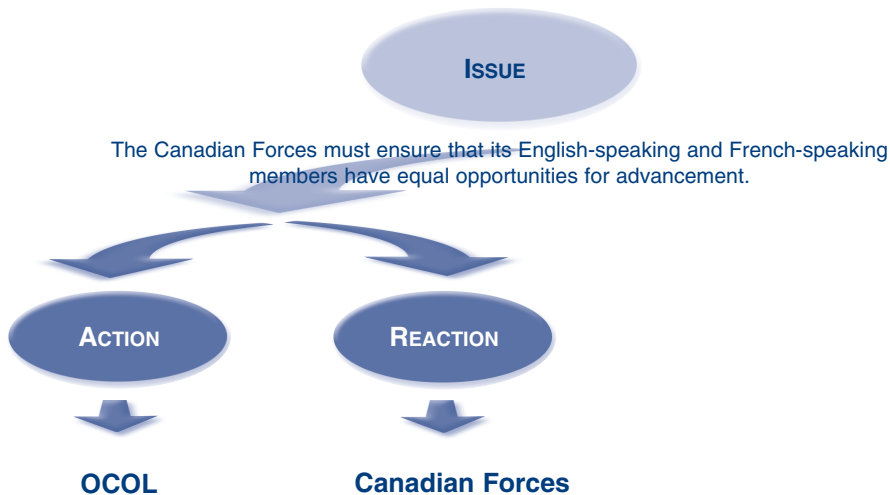 ISSUE
The Canadian Forces must ensure that its English-speaking and French-speaking
members have equal opportunities for advancement.
ACTION
REACTION
OCOL
Canadian Forces